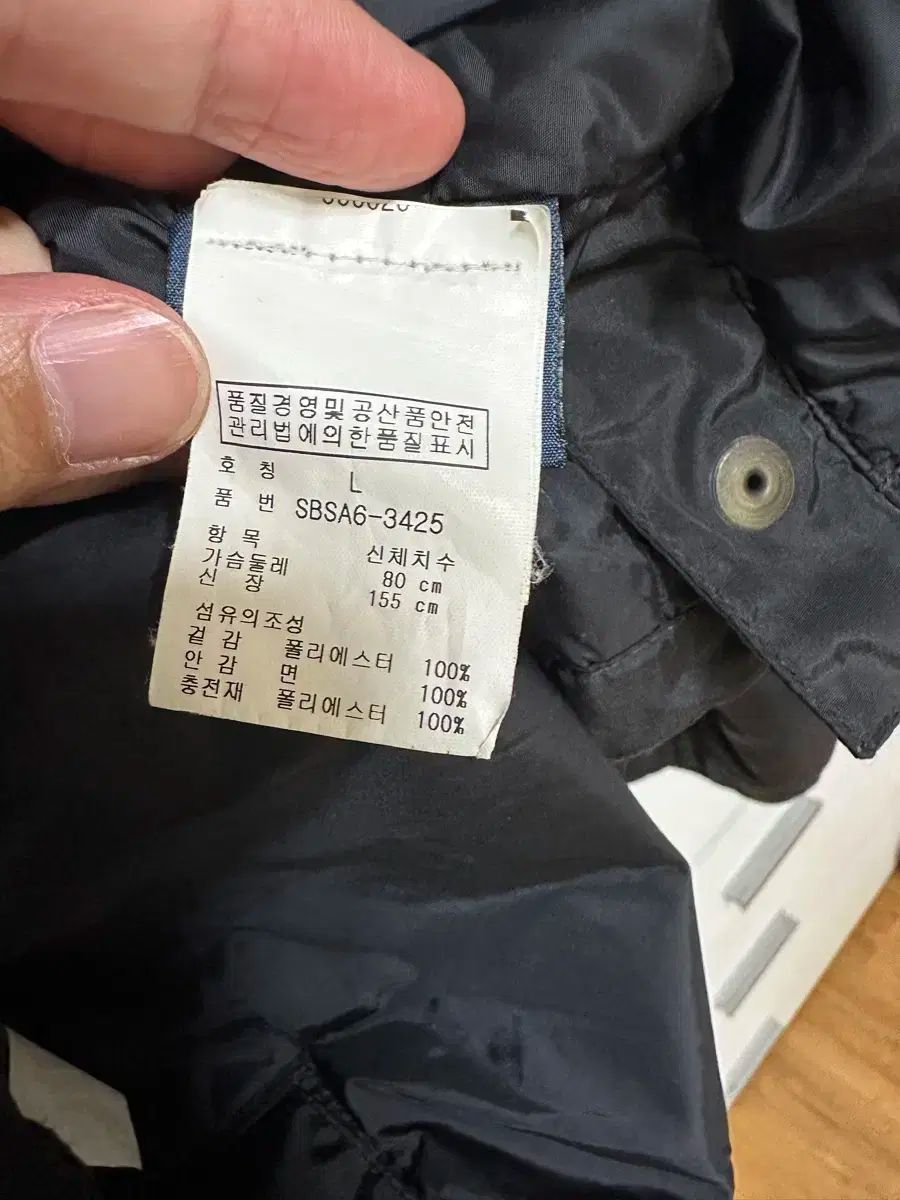 품질경영및공산품안전
관리법에의한품질표시
호 칭 L
품 번 SBSA6-3425
항 목 신체치수
가슴둘레 80 cm
신 장 155 cm
섬유의조성
겉 감 폴리에스터 100%
안 감 면 100%
충전재 폴리에스터 100%